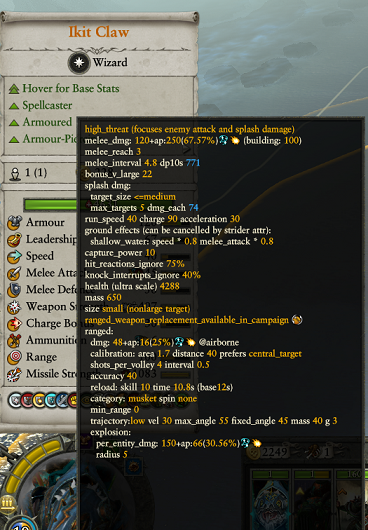 Ikit Claw
Wizard
Hover for Base Stats
Spellcaster
Armoured
Armour-Pie
1 (1)
Armour
Leadership
Speed
Melee Atta
Melee Defe
Weapon Str
Charge Bo
Ammunition
Range
Missile Stren
high_threat (focuses enemy attack and splash damage)
melee_dmg: 120+ap:250(67.57%) (building: 100)
melee_reach 3
melee_interval 4.8 dp10s 771
bonus_v_large 22
splash dmg:
target_size <=medium
max_targets 5 dmg_each 74
run_speed 40 charge 90 acceleration 30
ground effects (can be cancelled by strider attr):
shallow_water: speed * 0.8 melee_attack * 0.8
capture_power 10
hit_reactions_ignore 75%
knock_interrupts_ignore 40%
health (ultra scale) 4288
mass 650
size small (nonlarge target)
ranged_weapon_replacement_available_in_campaign
ranged:
dmg: 48+ap:16(25%) @airborne
calibration: area 1.7 distance 40 prefers central_target
shots_per_volley 4 interval 0.5
accuracy 40
reload: skill 10 time 10.8s (base12s)
category: musket spin none
min_range 0
trajectory:low vel 30 max_angle 55 fixed_angle 45 mass 40 g 3
explosion:
per_entity_dmg: 150+ap:66(30.56%)
radius 5
2249
1
160